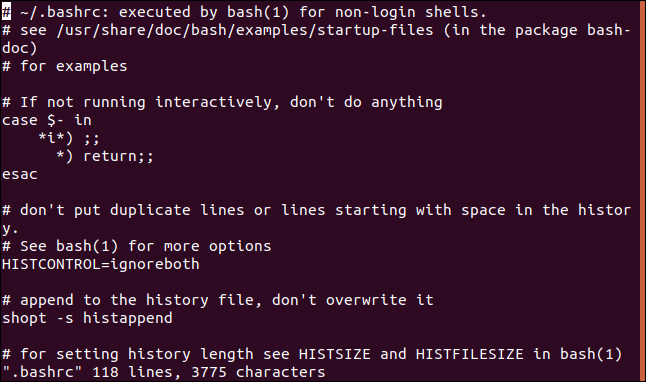 # ~/.bashrc: executed by bash(1) for non-login shells.
# see /usr/share/doc/bash/examples/startup-files (in the package bash-
doc)
# for examples

# If not running interactively, don't do anything
case $- in
    *i*) ;;
      *) return;;
esac

# don't put duplicate lines or lines starting with space in the histor
y.
# See bash(1) for more options
HISTCONTROL=ignoreboth

# append to the history file, don't overwrite it
shopt -s histappend

# for setting history length see HISTSIZE and HISTFILESIZE in bash(1)
".bashrc" 118 lines, 3775 characters